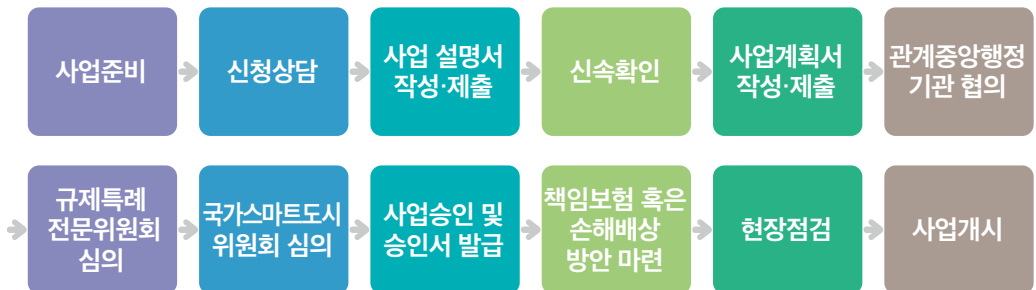 사업준비
신청상담
사업 설명서
작성·제출
신속확인
사업계획서
작성·제출
관계중앙행정
기관 협의
규제특례
전문위원회
심의
국가스마트도시
위원회 심의
사업승인 및
승인서 발급
책임보험 혹은
손해배상
방안 마련
현장점검
사업개시